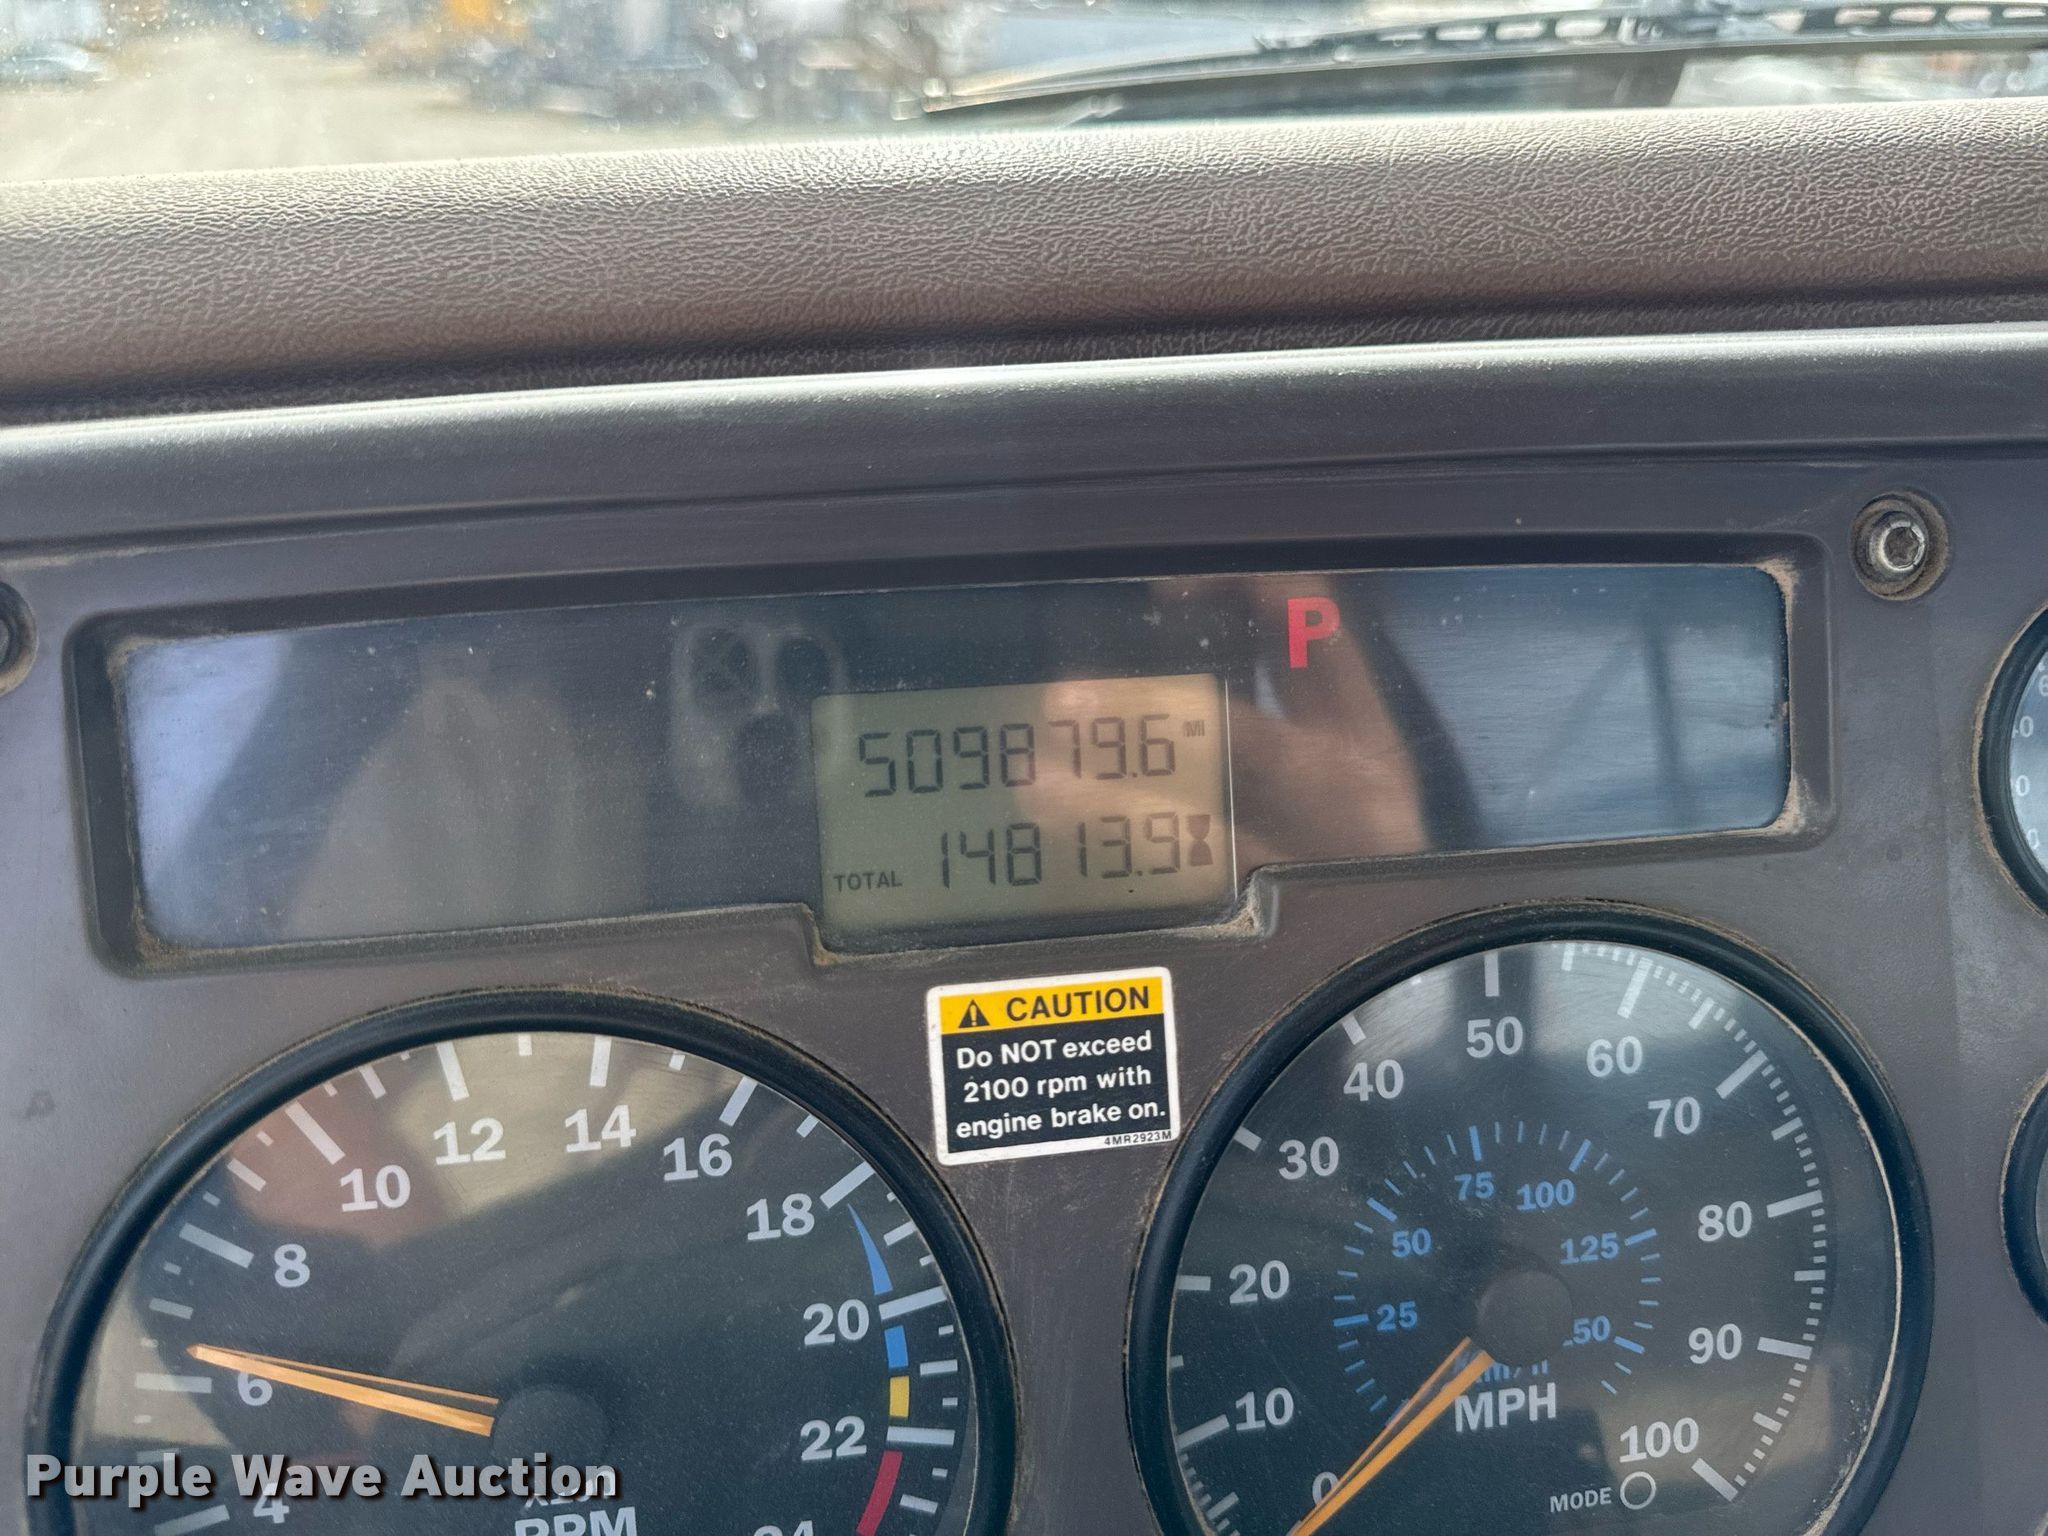 P
509879.6 MI
TOTAL 14813.9
CAUTION
Do NOT exceed
2100 rpm with
engine brake on.
4MR2923M
4
6
8
10
12
14
16
18
20
22
RPM
0
10
20
30
40
50
60
70
80
90
100
25
50
75
100
125
MPH
MODE
Purple Wave Auction